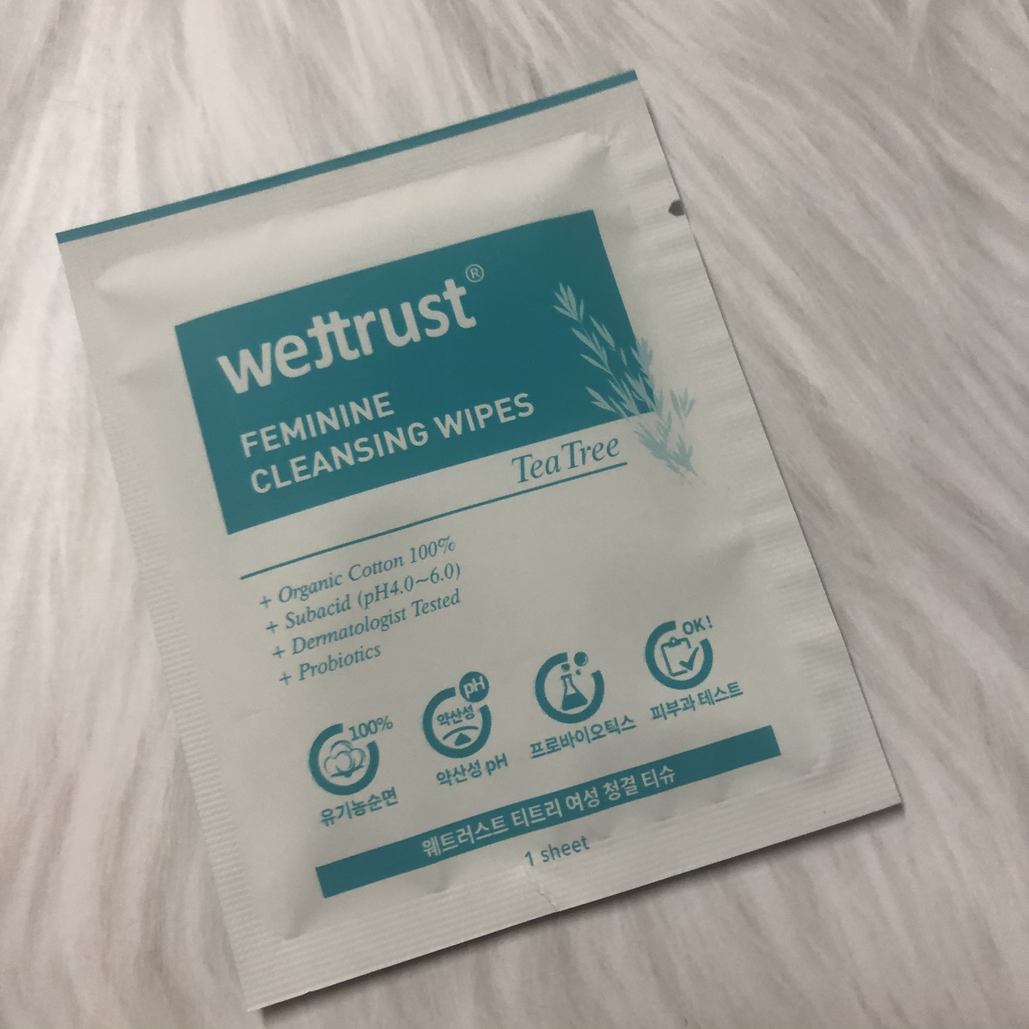 wettrust®
FEMININE
CLEANSING WIPES
Tea Tree
+ Organic Cotton 100%
+ Subacid (pH4.0~6.0)
+ Dermatologist Tested
+ Probiotics
100%
유기농순면
pH
약산성
약산성 pH
프로바이오틱스
OK!
피부과 테스트
웨트러스트 티트리 여성 청결 티슈
1 sheet